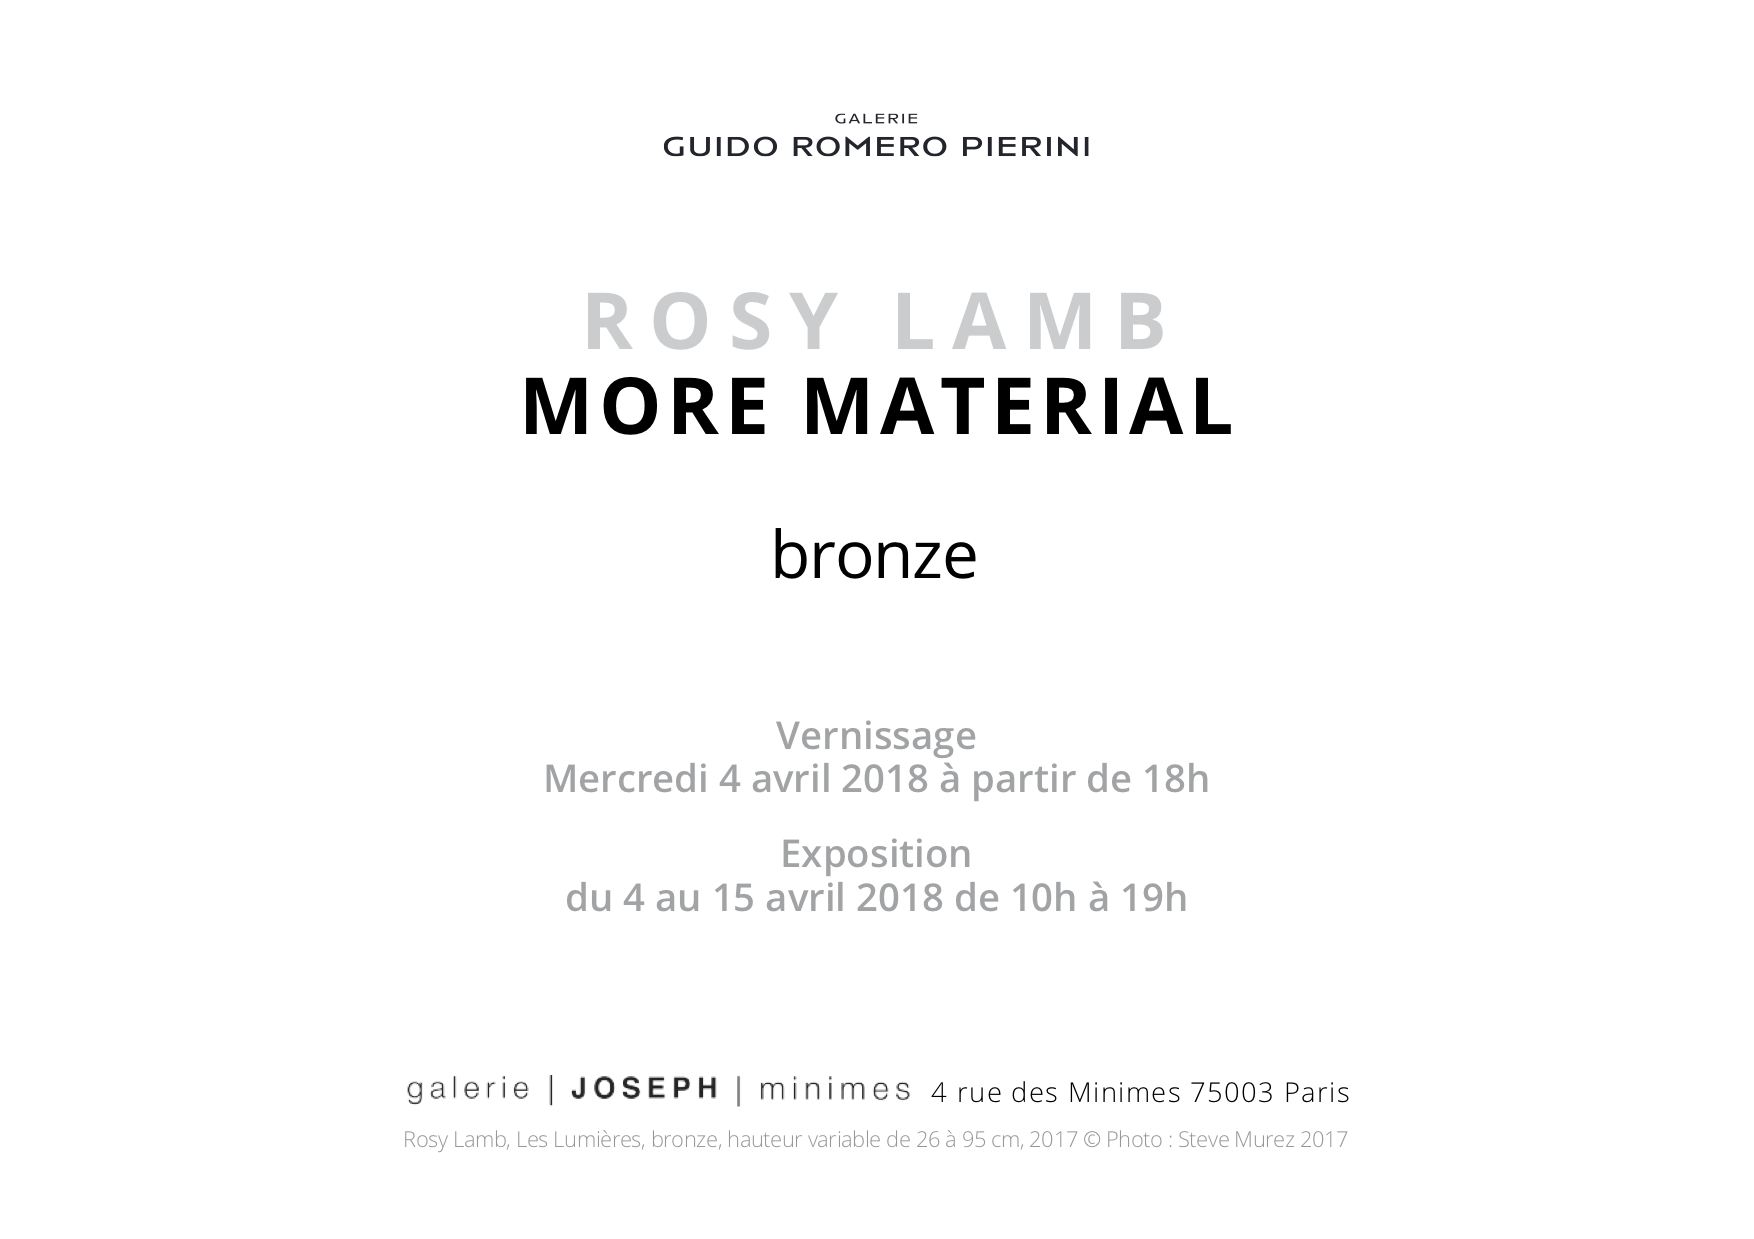 GALERIE
GUIDO ROMERO PIERINI
ROSY LAMB
MORE MATERIAL
bronze
Vernissage
Mercredi 4 avril 2018 à partir de 18h
Exposition
du 4 au 15 avril 2018 de 10h à 19h
galerie | JOSEPH | minimes 4 rue des Minimes 75003 Paris
Rosy Lamb, Les Lumières, bronze, hauteur variable de 26 à 95 cm, 2017 © Photo : Steve Murez 2017